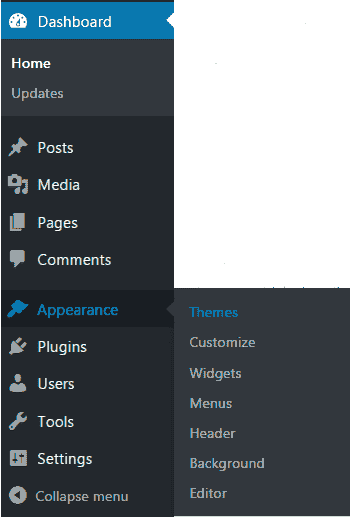 Dashboard
Home
Updates
Posts
Media
Pages
Comments
Appearance
Themes
Customize
Widgets
Menus
Header
Background
Editor
Plugins
Users
Tools
Settings
Collapse menu